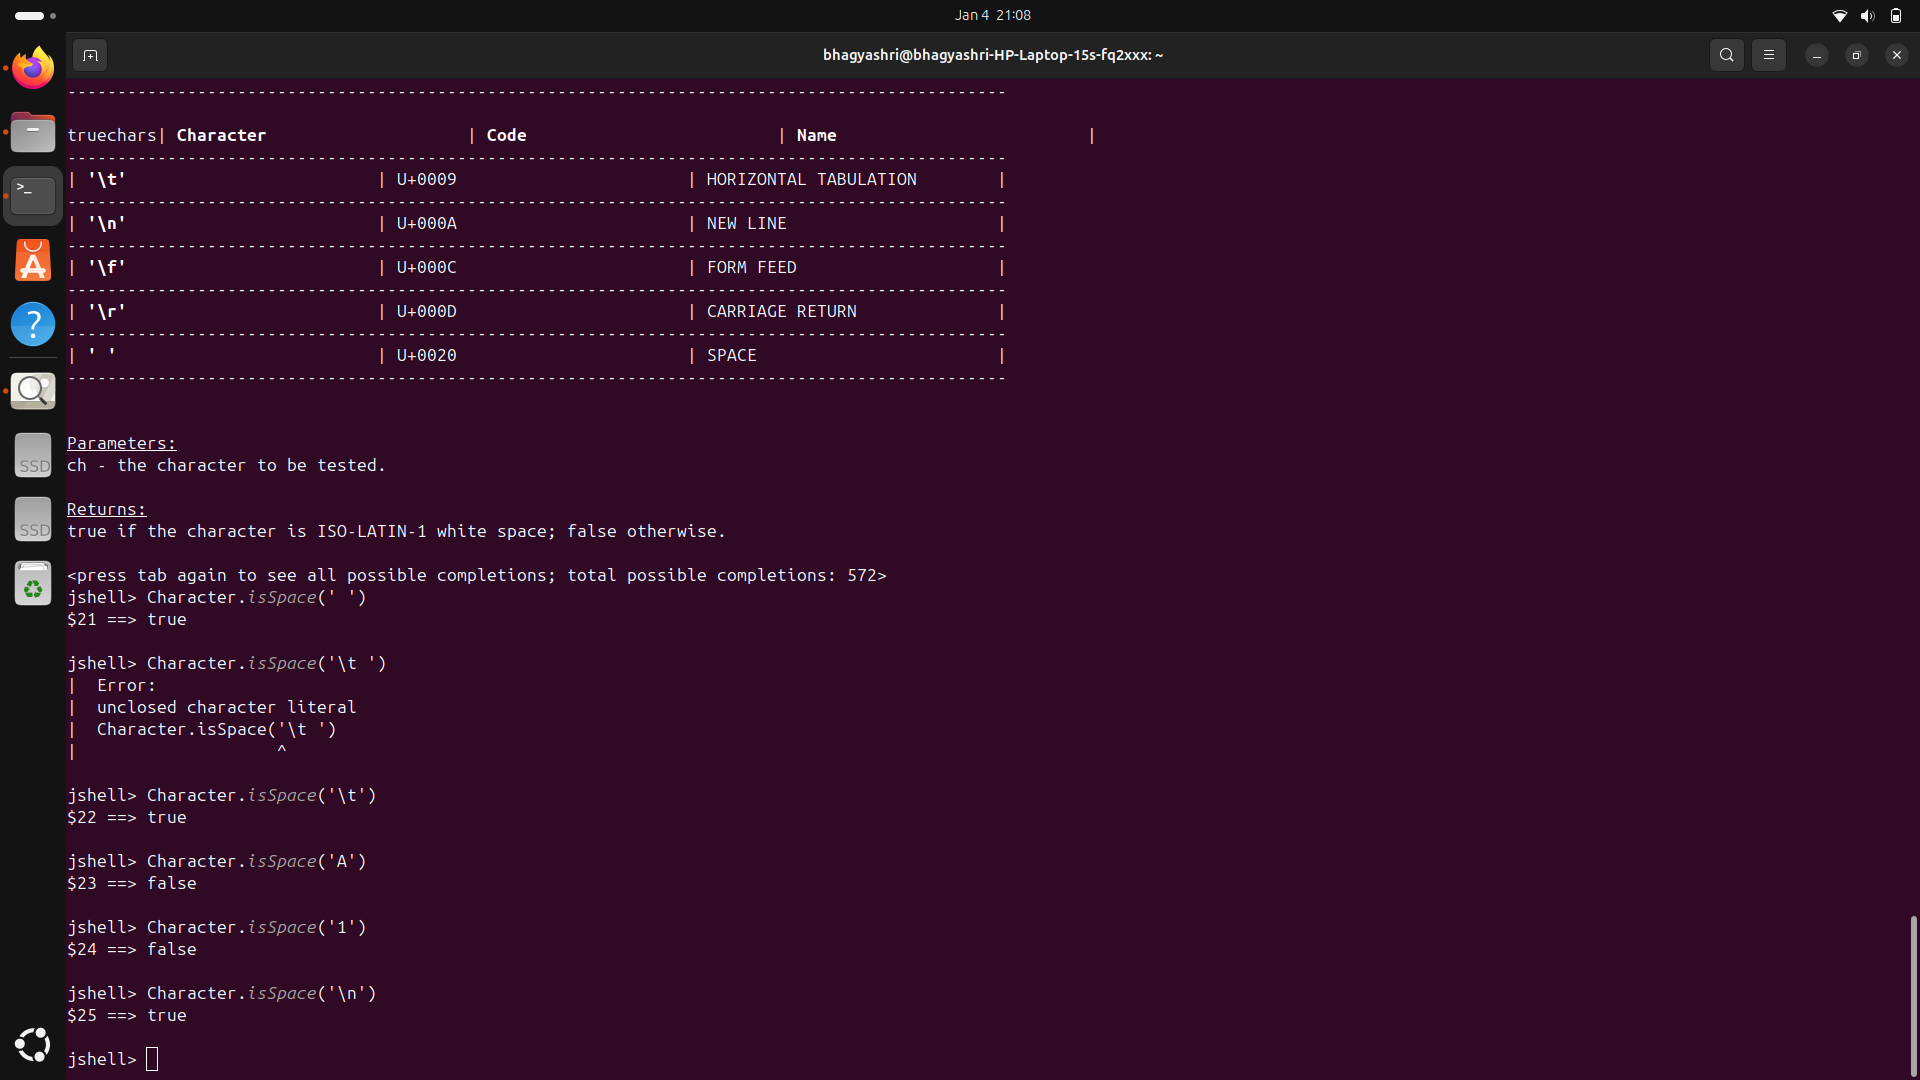 Jan 4 21:08
bhagyashri@bhagyashri-HP-Laptop-15s-fq2xxx: ~
----------------------------------------------------------------------------------------------
truechars| Character | Code | Name |
----------------------------------------------------------------------------------------------
| '\t' | U+0009 | HORIZONTAL TABULATION |
----------------------------------------------------------------------------------------------
| '\n' | U+000A | NEW LINE |
----------------------------------------------------------------------------------------------
| '\f' | U+000C | FORM FEED |
----------------------------------------------------------------------------------------------
| '\r' | U+000D | CARRIAGE RETURN |
----------------------------------------------------------------------------------------------
| ' ' | U+0020 | SPACE |
----------------------------------------------------------------------------------------------
Parameters:
ch - the character to be tested.
Returns:
true if the character is ISO-LATIN-1 white space; false otherwise.
<press tab again to see all possible completions; total possible completions: 572>
jshell> Character.isSpace(' ')
$21 ==> true
jshell> Character.isSpace('\t ')
| Error:
| unclosed character literal
| Character.isSpace('\t ')
| ^
jshell> Character.isSpace('\t')
$22 ==> true
jshell> Character.isSpace('A')
$23 ==> false
jshell> Character.isSpace('1')
$24 ==> false
jshell> Character.isSpace('\n')
$25 ==> true
jshell>
>_
?
SSD
SSD